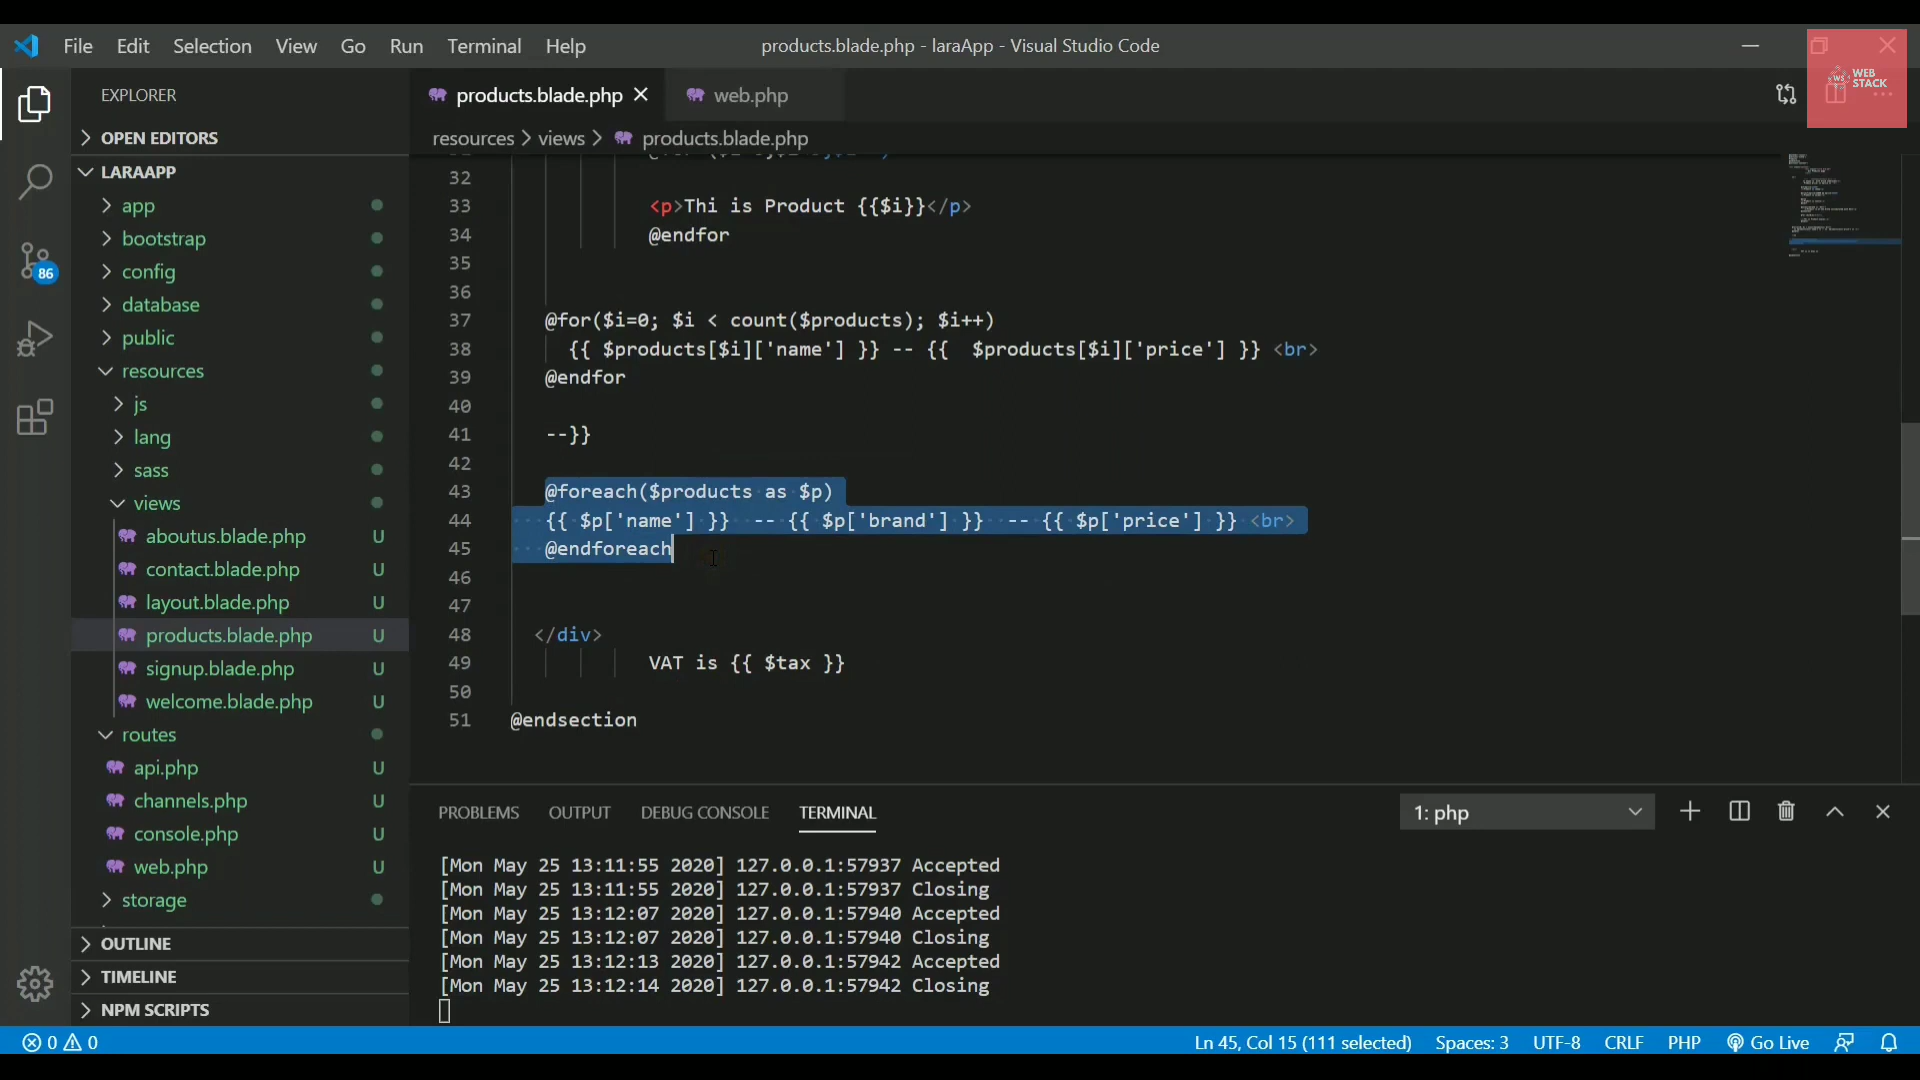 File Edit Selection View Go Run Terminal Help products.blade.php - laraApp - Visual Studio Code
WEB
STACK
WS
EXPLORER
products.blade.php
web.php
OPEN EDITORS
resources > views > products.blade.php
LARAAPP
app
bootstrap
config
database
public
resources
js
lang
sass
views
aboutus.blade.php U
contact.blade.php U
layout.blade.php U
products.blade.php U
signup.blade.php U
welcome.blade.php U
routes
api.php U
channels.php U
console.php U
web.php U
storage
OUTLINE
TIMELINE
NPM SCRIPTS
86
32
33 <p>Thi is Product {{$i}}</p>
34 @endfor
35
36
37 @for($i=0; $i < count($products); $i++)
38 {{ $products[$i]['name'] }} -- {{  $products[$i]['price'] }} <br>
39 @endfor
40
41 --}}
42
43 @foreach($products as $p)
44 {{ $p['name'] }}  -- {{ $p['brand'] }}  -- {{ $p['price'] }} <br>
45 @endforeach
46
47
48 </div>
49 VAT is {{ $tax }}
50
51 @endsection
PROBLEMS OUTPUT DEBUG CONSOLE TERMINAL 1: php
[Mon May 25 13:11:55 2020] 127.0.0.1:57937 Accepted
[Mon May 25 13:11:55 2020] 127.0.0.1:57937 Closing
[Mon May 25 13:12:07 2020] 127.0.0.1:57940 Accepted
[Mon May 25 13:12:07 2020] 127.0.0.1:57940 Closing
[Mon May 25 13:12:13 2020] 127.0.0.1:57942 Accepted
[Mon May 25 13:12:14 2020] 127.0.0.1:57942 Closing
0 0 Ln 45, Col 15 (111 selected) Spaces: 3 UTF-8 CRLF PHP Go Live